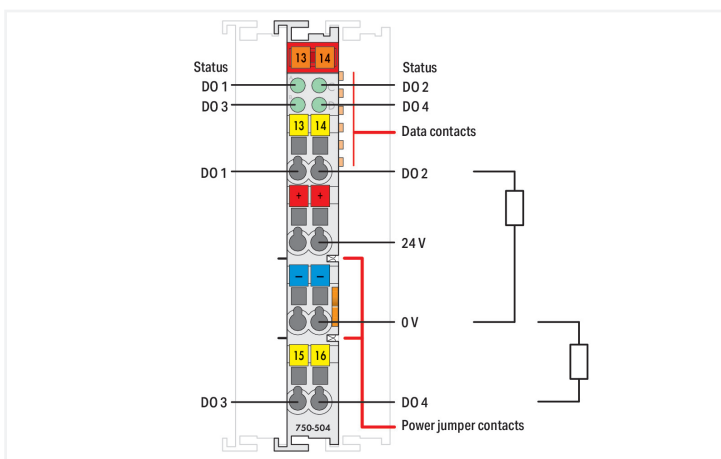 13 14
Status Status
DO 1 C DO 2
DO 3 D DO 4
13 14
Data contacts
DO 1 DO 2
+ +
24 V
− −
0 V
15 16
DO 3 DO 4
750-504
Power jumper contacts